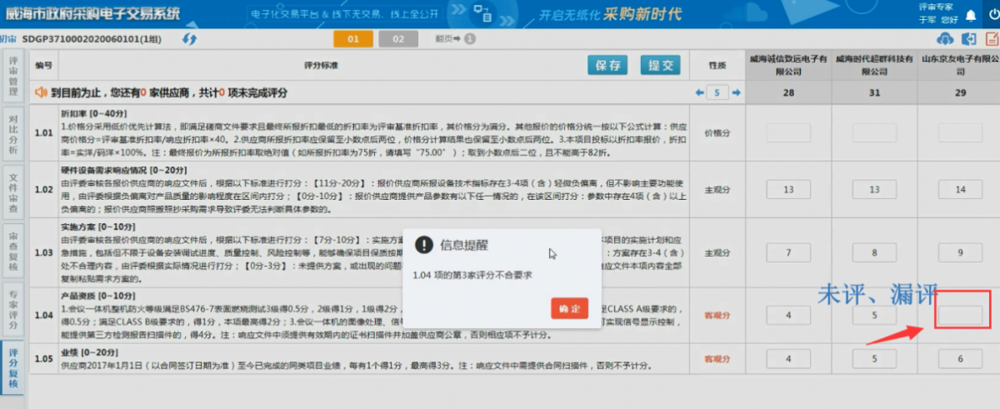 威海市政府采购电子交易系统
电子化交易平台 & 线下无交易、线上全公开
开启无纸化 采购新时代
评审专家
于军 您好
初审 SDGP3710002020060101(1组)
01
02
翻页 1
评审管理
对比分析
文件审查
审查复核
专家评分
评分复核
编号
评分标准
保存
提交
性质
威海诚信致远电子有限公司
威海时代超群科技有限公司
山东京友电子有限公司
到目前为止，您还有0 家供应商，共计0 项未完成评分
5
28
31
29
1.01
折扣率 [0~40分]
1.价格分采用低价优先计算法，即满足磋商文件要求且最终所报折扣最低的折扣率为评审基准折扣率，其价格分为满分。其他报价的价格分统一按以下公式计算：供应
商价格分=评审基准折扣率/响应折扣率×40。2.供应商所报折扣率应保留至小数点后两位，价格分计算结果也保留至小数点后两位。3.本项目投标以折扣率报价，折扣
率=实洋/码洋×100%。注：最终报价为所报折扣率取绝对值（如所报折扣率为75折，请填写“75.00”）；取到小数点后二位，且不能高于82折。
价格分
1.02
硬件设备需求响应情况 [0~20分]
由评委审核各报价供应商的响应文件后，根据以下标准进行打分：【11分-20分】：报价供应商所报设备技术指标存在3-4项（含）轻微负偏离，但不影响主要功能使
用，由评委根据负偏离对产品质量的影响程度在区间内打分；【0分-10分】：报价供应商提供产品参数有以下任一情况的，在该区间打分：参数中存在4项（含）以上
负偏离的；报价供应商照搬照抄采购需求导致评委无法判断具体参数的。
主观分
13
13
14
1.03
实施方案 [0~10分]
由评委审核各报价供应商的响应文件后，根据以下标准进行打分：【7分-10分】：实施方案
本项目的实施计划和应
急措施，包括但不限于设备安装调试进度、质量控制、风险控制等，能够确保项目保质按期
：方案存在3-4（含）
处不合理内容，由评委根据实际情况进行打分；【0分-3分】：未提供方案，或出现的问题
响应文件本项内容全部
复制粘贴需求方案的。
主观分
7
8
9
信息提醒
1.04 项的第3家评分不合要求
确定
未评、漏评
1.04
产品资质 [0~10分]
1.会议一体机整机防火等级满足BS476-7表面燃烧测试3级得0.5分，2级得1分，1级得2分，
足CLASS A级要求的，
得0.5分；满足CLASS B级要求的，得1分，本项最高得2分；3.会议一体机的图像处理、信号
可实现信号显示控制，
能提供第三方检测报告扫描件的，得4分。注：响应文件中须提供有效期内的证书扫描件并加盖供应商公章，否则相应项不予计分。
客观分
4
5
1.05
业绩 [0~20分]
供应商2017年1月1日（以合同签订日期为准）至今已完成的同类项目业绩，每有1个得1分，最高得3分。注：响应文件中需提供合同扫描件，否则不予计分。
客观分
4
5
6